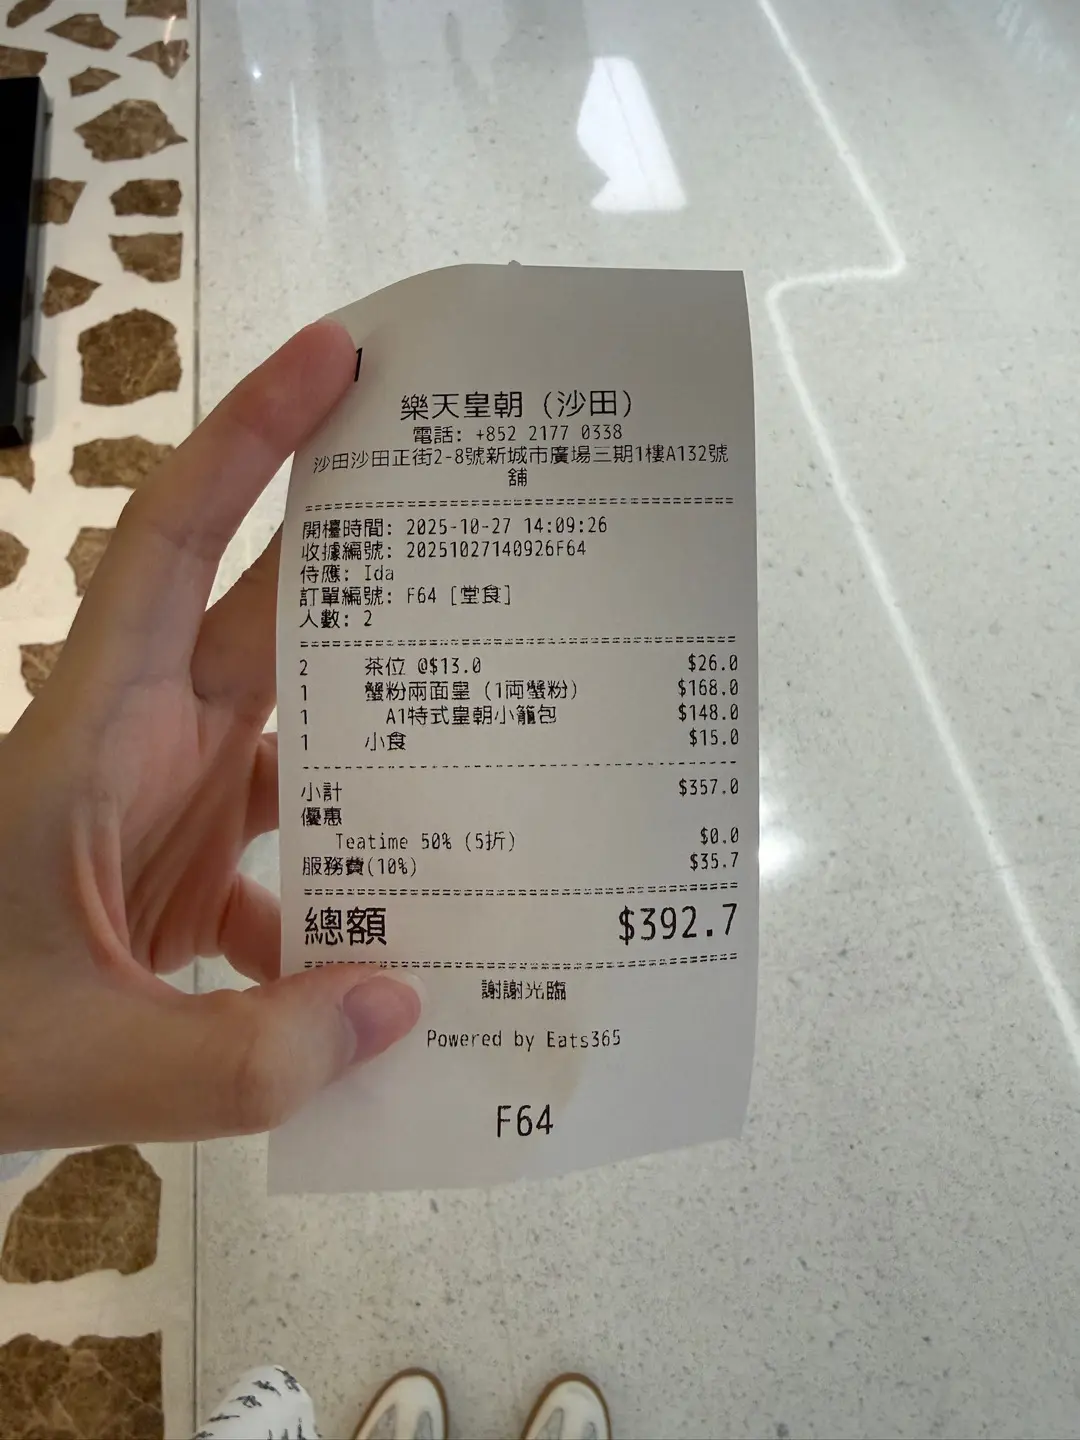 1
樂天皇朝 (沙田)
電話: +852 2177 0338
沙田沙田正街2-8號新城市廣場三期1樓A132號
舖
開檯時間: 2025-10-27 14:09:26
收據編號: 20251027140926F64
侍應: Ida
訂單編號: F64 [堂食]
人數: 2
2 茶位 @$13.0 $26.0
1 蟹粉兩面皇 (1両蟹粉) $168.0
1 A1特式皇朝小籠包 $148.0
1 小食 $15.0
小計 $357.0
優惠
Teatime 50% (5折) $0.0
服務費(10%) $35.7
總額 $392.7
謝謝光臨
Powered by Eats365
F64